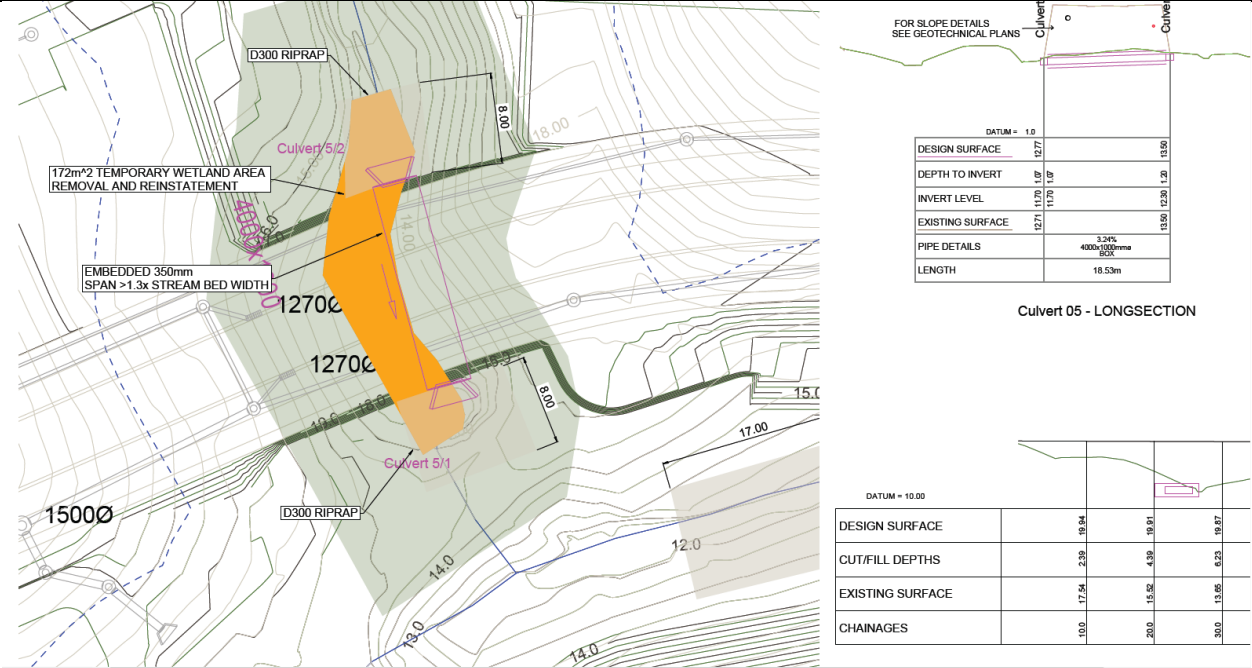 D300 RIPRAP
8.00
18.00
Culvert 5/2
15.00
172m^2 TEMPORARY WETLAND AREA
REMOVAL AND REINSTATEMENT
14.00
EMBEDDED 350mm
SPAN >1.3x STREAM BED WIDTH
1270Ø
1270Ø
15.0
8.00
19.0
18.0
15.0
17.00
Culvert 5/1
D300 RIPRAP
1500Ø
12.0
14.0
13.0
14.0
FOR SLOPE DETAILS
SEE GEOTECHNICAL PLANS
Culvert
Culvert
DATUM = 1.0
DESIGN SURFACE 12.77 13.50
DEPTH TO INVERT 1.07 1.07 1.20
INVERT LEVEL 11.70 11.70 12.30
EXISTING SURFACE 12.71 13.50
PIPE DETAILS
3.24%
4000x1000mmø
BOX
LENGTH 18.53m
Culvert 05 - LONGSECTION
DATUM = 10.00
DESIGN SURFACE 19.94 19.91 19.87
CUT/FILL DEPTHS 2.39 4.39 6.23
EXISTING SURFACE 17.54 15.52 13.65
CHAINAGES 10.0 20.0 30.0